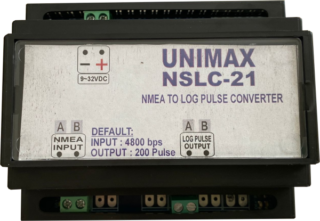 UNIMAX
NSLC-21
NMEA TO LOG PULSE CONVERTER
- +
9~32VDC
A B
NMEA
INPUT
DEFAULT:
INPUT : 4800 bps
OUTPUT : 200 Pulse
A B
LOG PULSE
OUTPUT